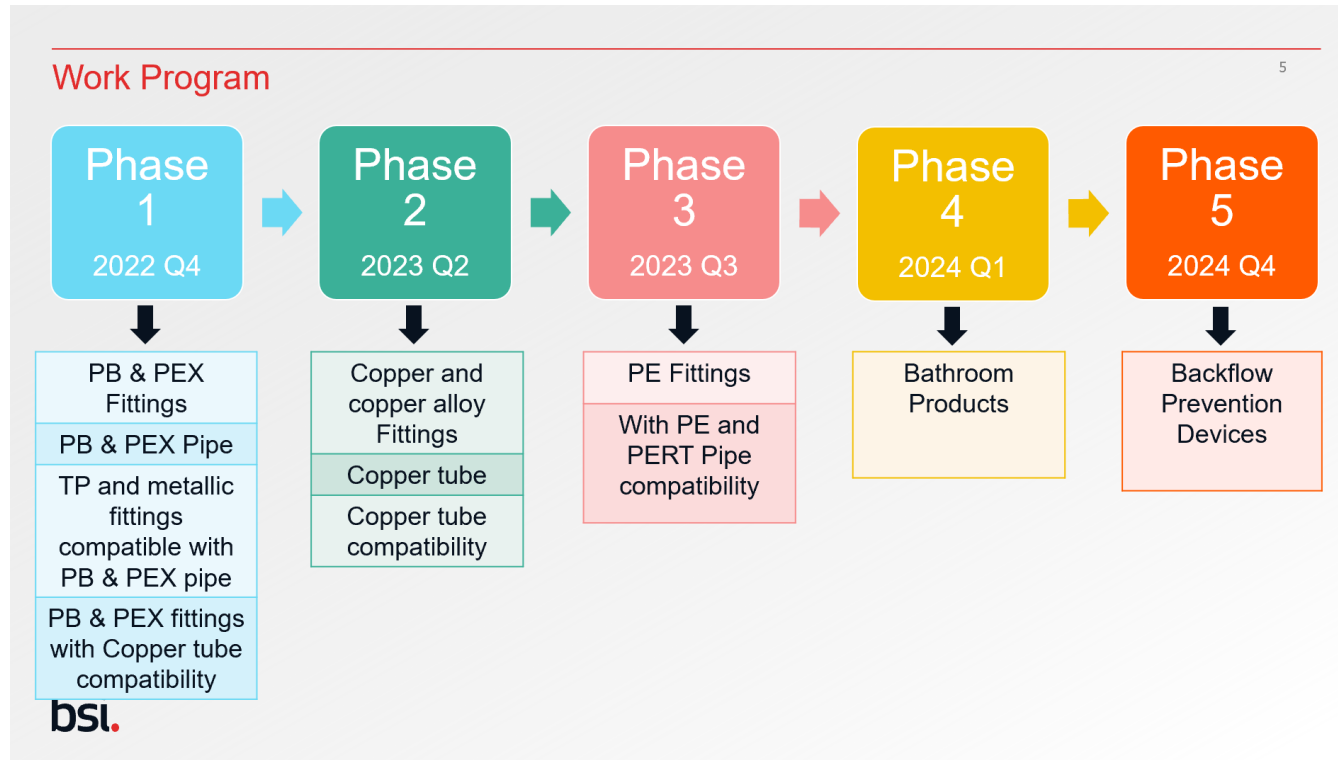 Work Program
5
Phase
1
2022 Q4
Phase
2
2023 Q2
Phase
3
2023 Q3
Phase
4
2024 Q1
Phase
5
2024 Q4
PB & PEX
Fittings
PB & PEX Pipe
TP and metallic
fittings
compatible with
PB & PEX pipe
PB & PEX fittings
with Copper tube
compatibility
Copper and
copper alloy
Fittings
Copper tube
Copper tube
compatibility
PE Fittings
With PE and
PERT Pipe
compatibility
Bathroom
Products
Backflow
Prevention
Devices
bsi.